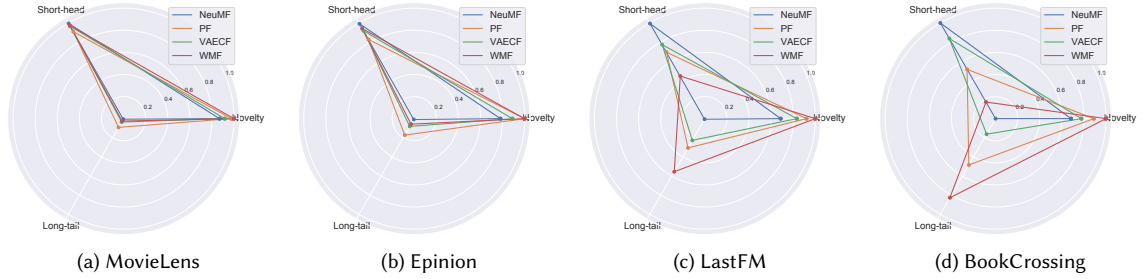 Short-head
NeuMF
PF
VAECF
WMF
0.2
0.4
0.6
0.8
1.0
Novelty
Long-tail
(a) MovieLens
Short-head
NeuMF
PF
VAECF
WMF
0.2
0.4
0.6
0.8
1.0
Novelty
Long-tail
(b) Epinion
Short-head
NeuMF
PF
VAECF
WMF
0.2
0.4
0.6
0.8
1.0
Novelty
Long-tail
(c) LastFM
Short-head
NeuMF
PF
VAECF
WMF
0.2
0.4
0.6
0.8
1.0
Novelty
Long-tail
(d) BookCrossing